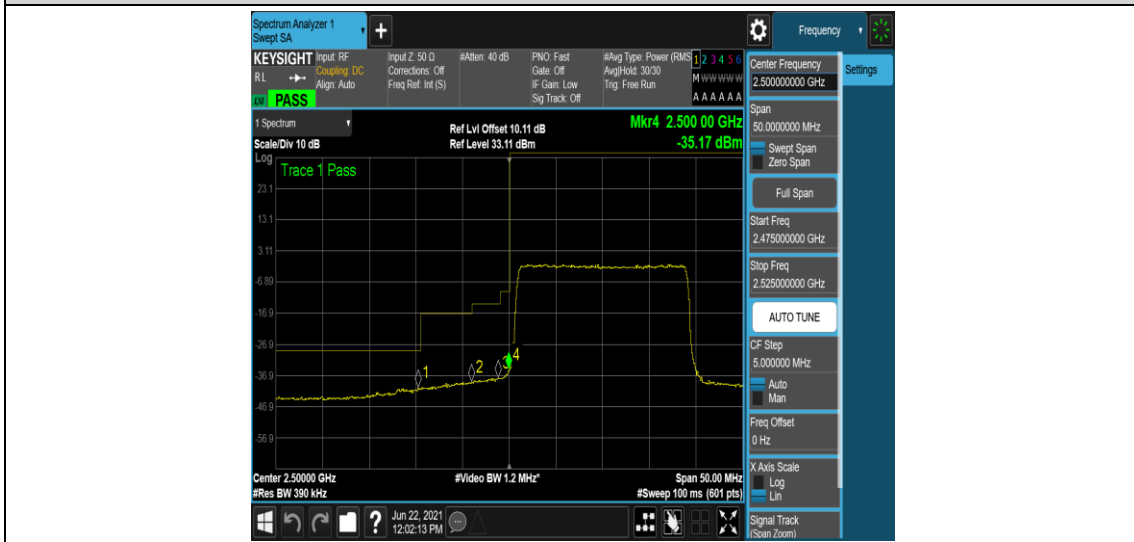 Spectrum Analyzer 1
Swept SA
+
Frequency
KEYSIGHT
Input: RF
Coupling: DC
Align: Auto
Input Z: 50 Ω
Corrections: Off
Freq Ref: Int (S)
#Atten: 40 dB
PNO: Fast
Gate: Off
IF Gain: Low
Sig Track: Off
#Avg Type: Power (RMS
Avg|Hold: 30/30
Trig: Free Run
1 2 3 4 5 6
M W W W W W
A A A A A A
RL
LXI
PASS
1 Spectrum
Scale/Div 10 dB
Ref Lvl Offset 10.11 dB
Ref Level 33.11 dBm
Mkr4 2.500 00 GHz
-35.17 dBm
Log
Trace 1 Pass
23.1
13.1
3.11
-6.89
-16.9
-26.9
-36.9
-46.9
-56.9
1
2
3
4
Center 2.50000 GHz
#Res BW 390 kHz
#Video BW 1.2 MHz*
Span 50.00 MHz
#Sweep 100 ms (601 pts)
?
Jun 22, 2021
12:02:13 PM
Center Frequency
2.500000000 GHz
Settings
Span
50.0000000 MHz
Swept Span
Zero Span
Full Span
Start Freq
2.475000000 GHz
Stop Freq
2.525000000 GHz
AUTO TUNE
CF Step
5.000000 MHz
Auto
Man
Freq Offset
0 Hz
X Axis Scale
Log
Lin
Signal Track
(Span Zoom)